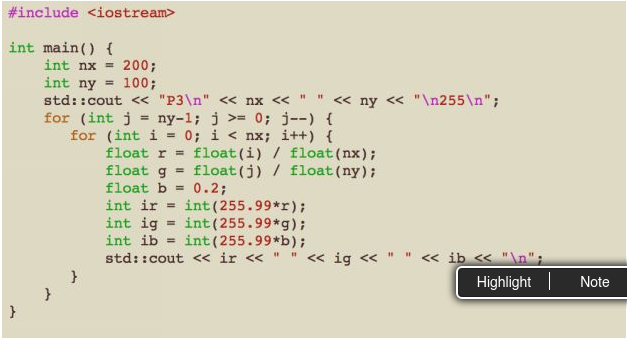 #include <iostream>
int main() {
    int nx = 200;
    int ny = 100;
    std::cout << "P3\n" << nx << " " << ny << "\n255\n";
    for (int j = ny-1; j >= 0; j--) {
        for (int i = 0; i < nx; i++) {
            float r = float(i) / float(nx);
            float g = float(j) / float(ny);
            float b = 0.2;
            int ir = int(255.99*r);
            int ig = int(255.99*g);
            int ib = int(255.99*b);
            std::cout << ir << " " << ig << " " << ib << "\n";
        }
    }
}
Highlight Note